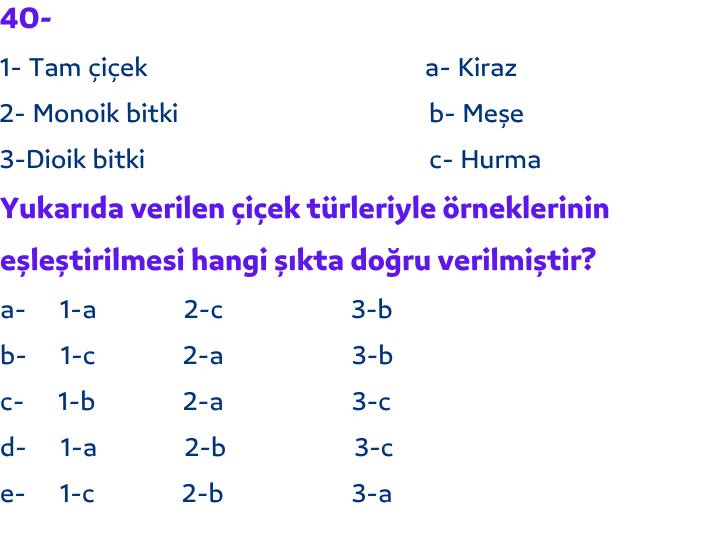 40-
1- Tam çiçek a- Kiraz
2- Monoik bitki b- Meşe
3-Dioik bitki c- Hurma
Yukarıda verilen çiçek türleriyle örneklerinin
eşleştirilmesi hangi şıkta doğru verilmiştir?
a- 1-a 2-c 3-b
b- 1-c 2-a 3-b
c- 1-b 2-a 3-c
d- 1-a 2-b 3-c
e- 1-c 2-b 3-a